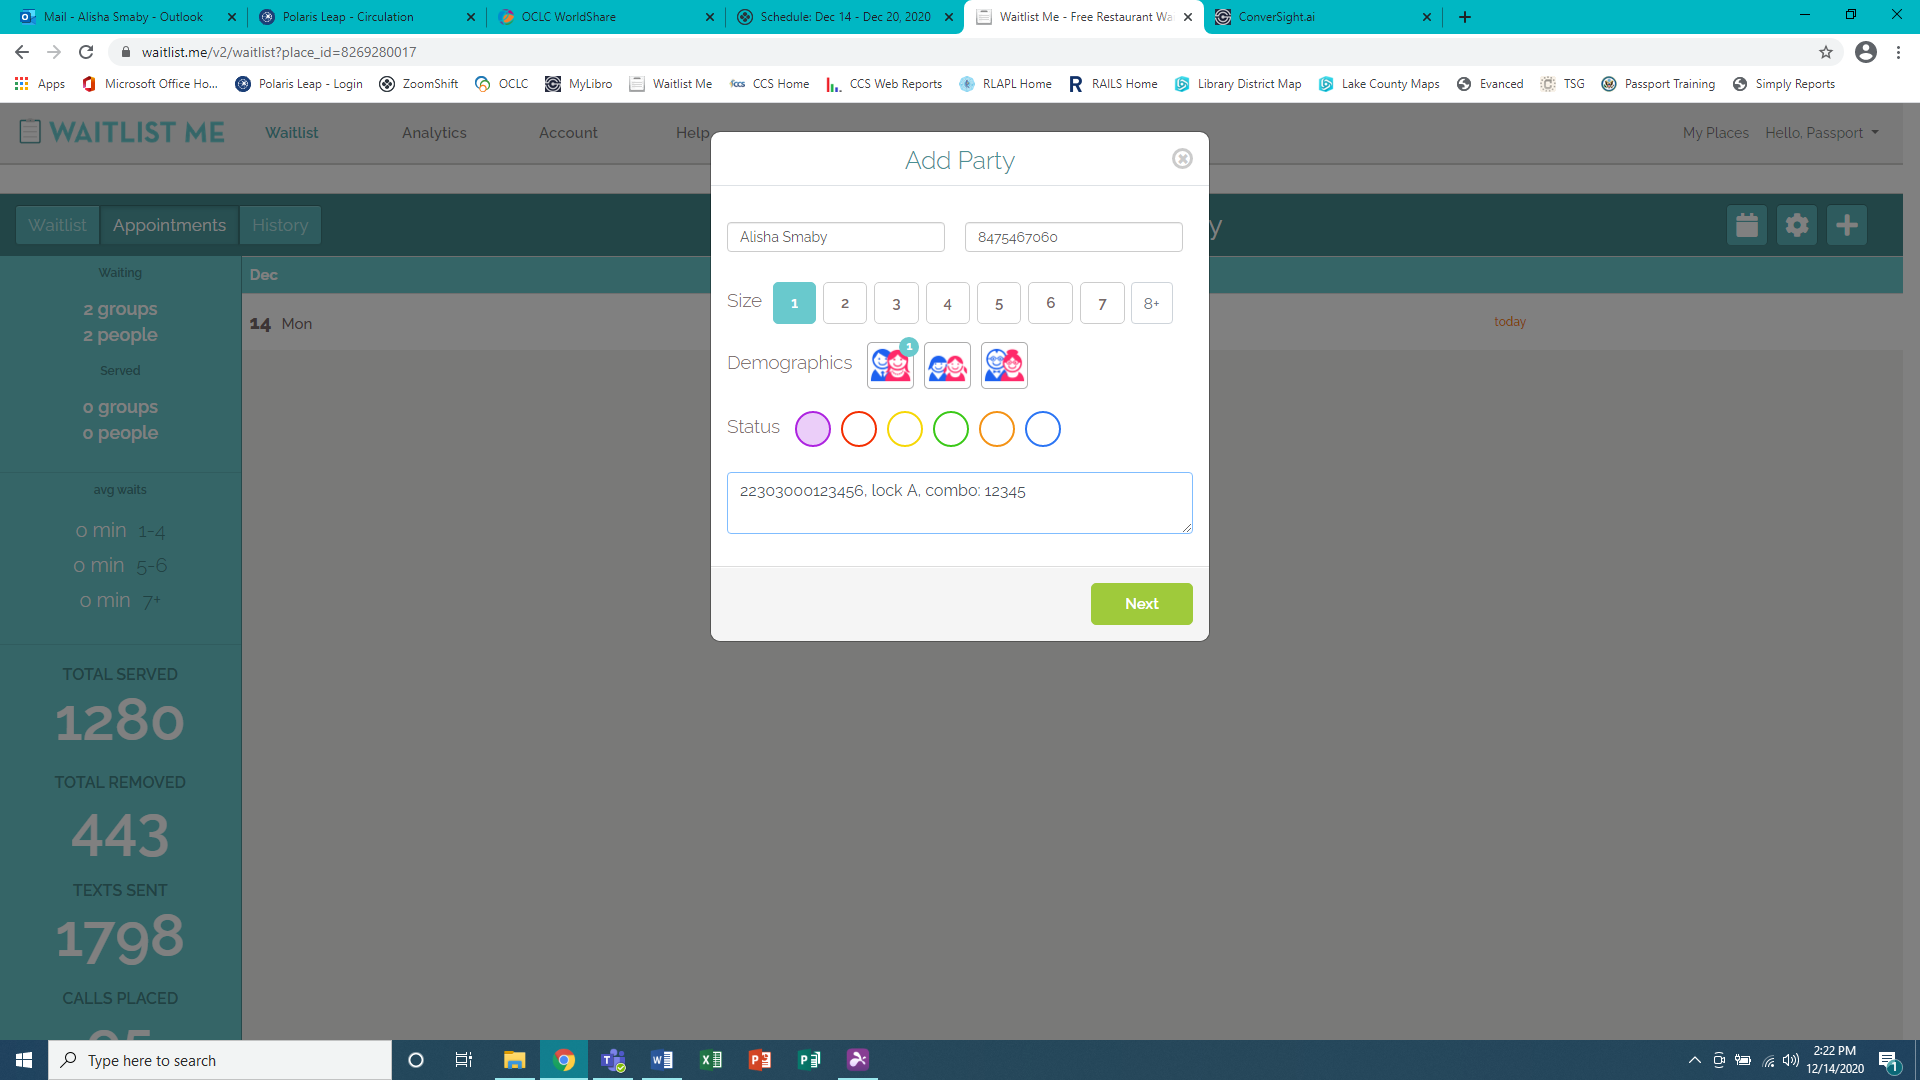 Mail - Alisha Smaby - Outlook
Polaris Leap - Circulation
OCLC WorldShare
Schedule: Dec 14 - Dec 20, 2020
Waitlist Me - Free Restaurant Wa
ConverSight.ai
waitlist.me/v2/waitlist?place_id=8269280017
Apps
Microsoft Office Ho...
Polaris Leap - Login
ZoomShift
OCLC
MyLibro
Waitlist Me
CCS Home
CCS Web Reports
RLAPL Home
RAILS Home
Library District Map
Lake County Maps
Evanced
TSG
Passport Training
Simply Reports
WAITLIST ME
Waitlist
Analytics
Account
Help
My Places
Hello, Passport
Waitlist
Appointments
History
y
Waiting
2 groups
2 people
Served
0 groups
0 people
avg waits
0 min 1-4
0 min 5-6
0 min 7+
TOTAL SERVED
1280
TOTAL REMOVED
443
TEXTS SENT
1798
CALLS PLACED
Dec
14 Mon
today
Add Party
Alisha Smaby
8475467060
Size 1 2 3 4 5 6 7 8+
Demographics 1
Status
22303000123456, lock A, combo: 12345
Next
Type here to search
2:22 PM
12/14/2020
1